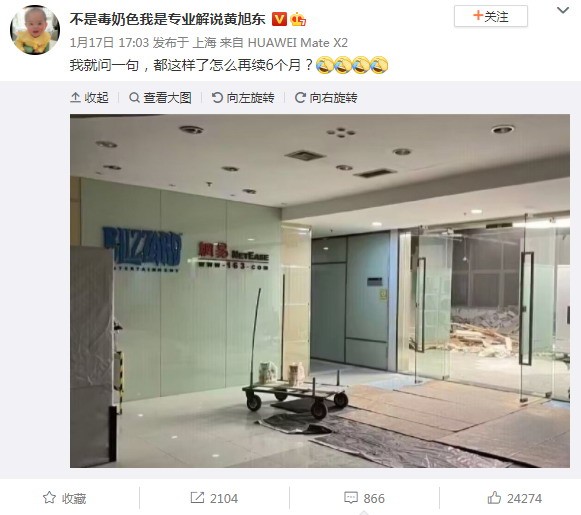 不是毒奶色我是专业解说黄旭东
+关注
1月17日 17:03 发布于 上海 来自 HUAWEI Mate X2
我就问一句，都这样了怎么再续6个月？
收起 查看大图 向左旋转 向右旋转
BLIZZARD
ENTERTAINMENT
網易 NETEASE
www.163.com
收藏 2104 866 24274